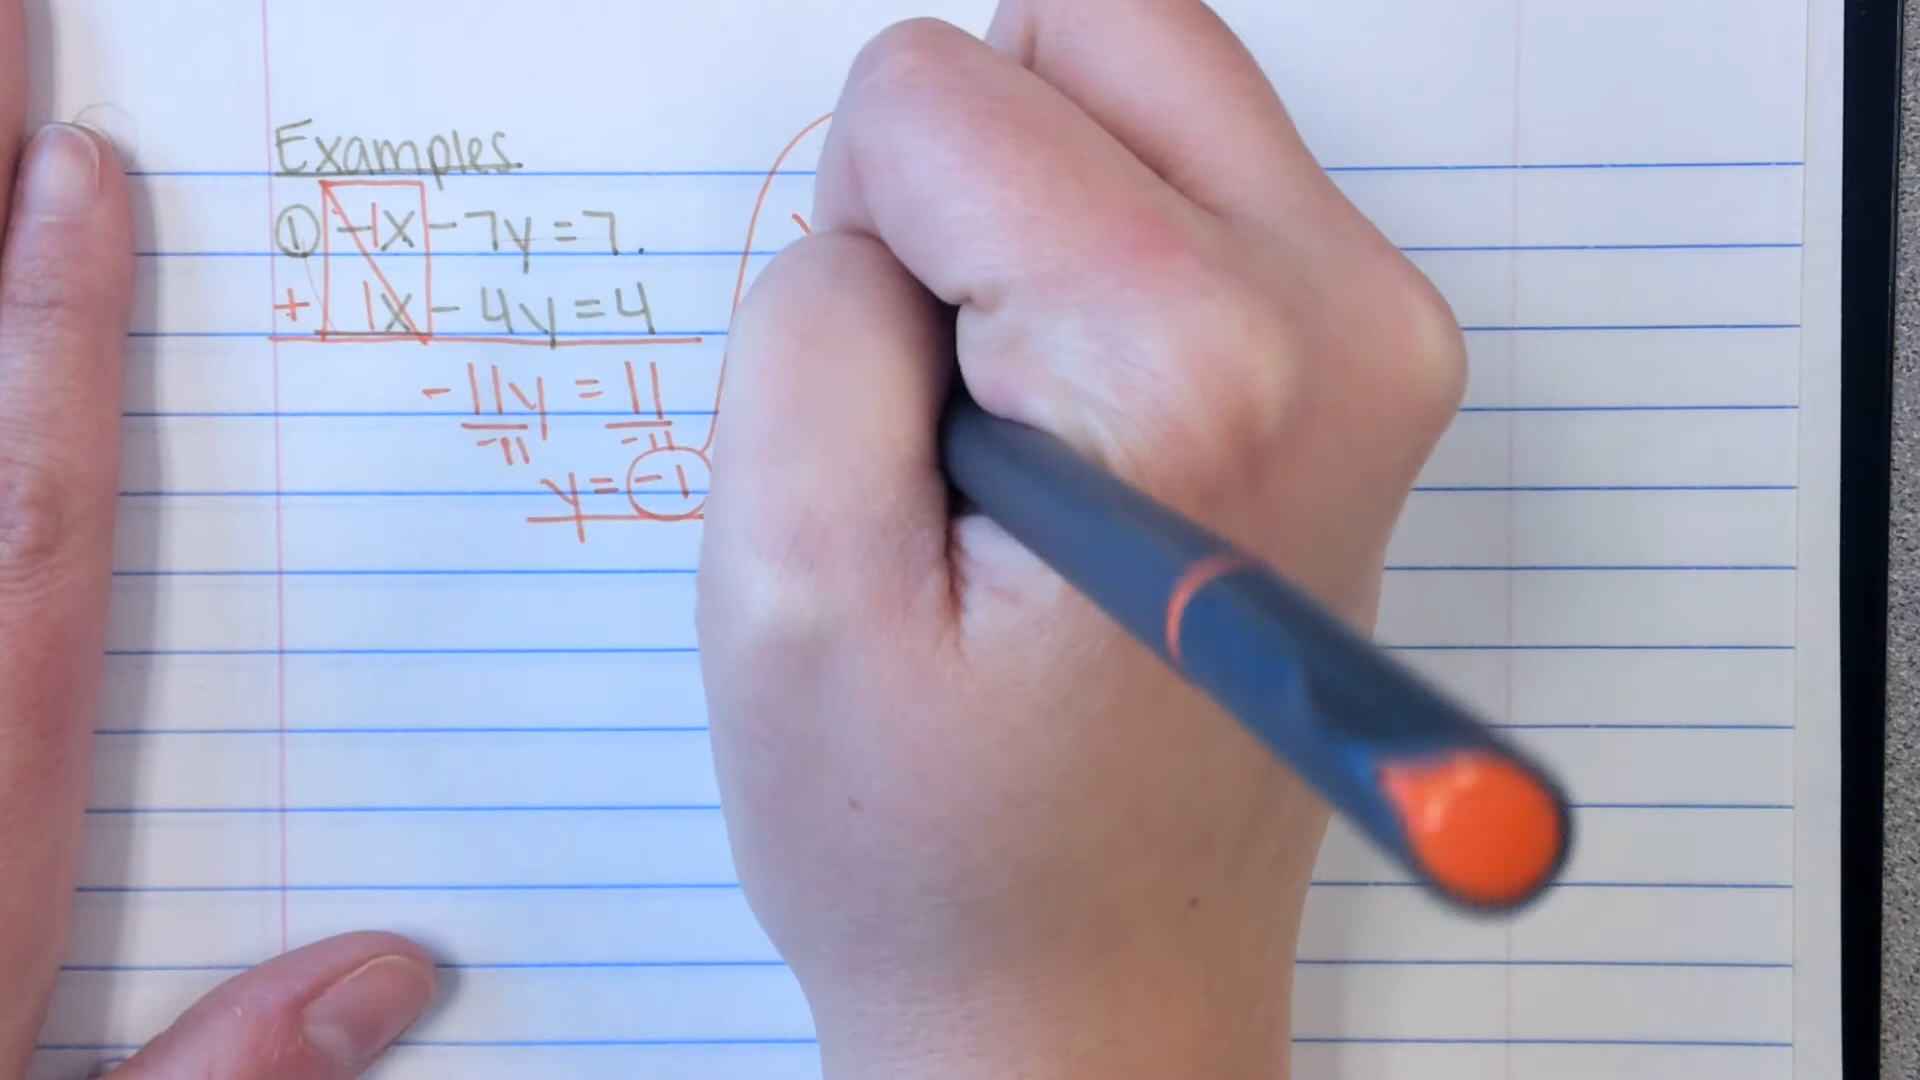 Examples
① -1x - 7y = 7.
+ 1x - 4y = 4
-11y = 11
-11 -11
y = -1